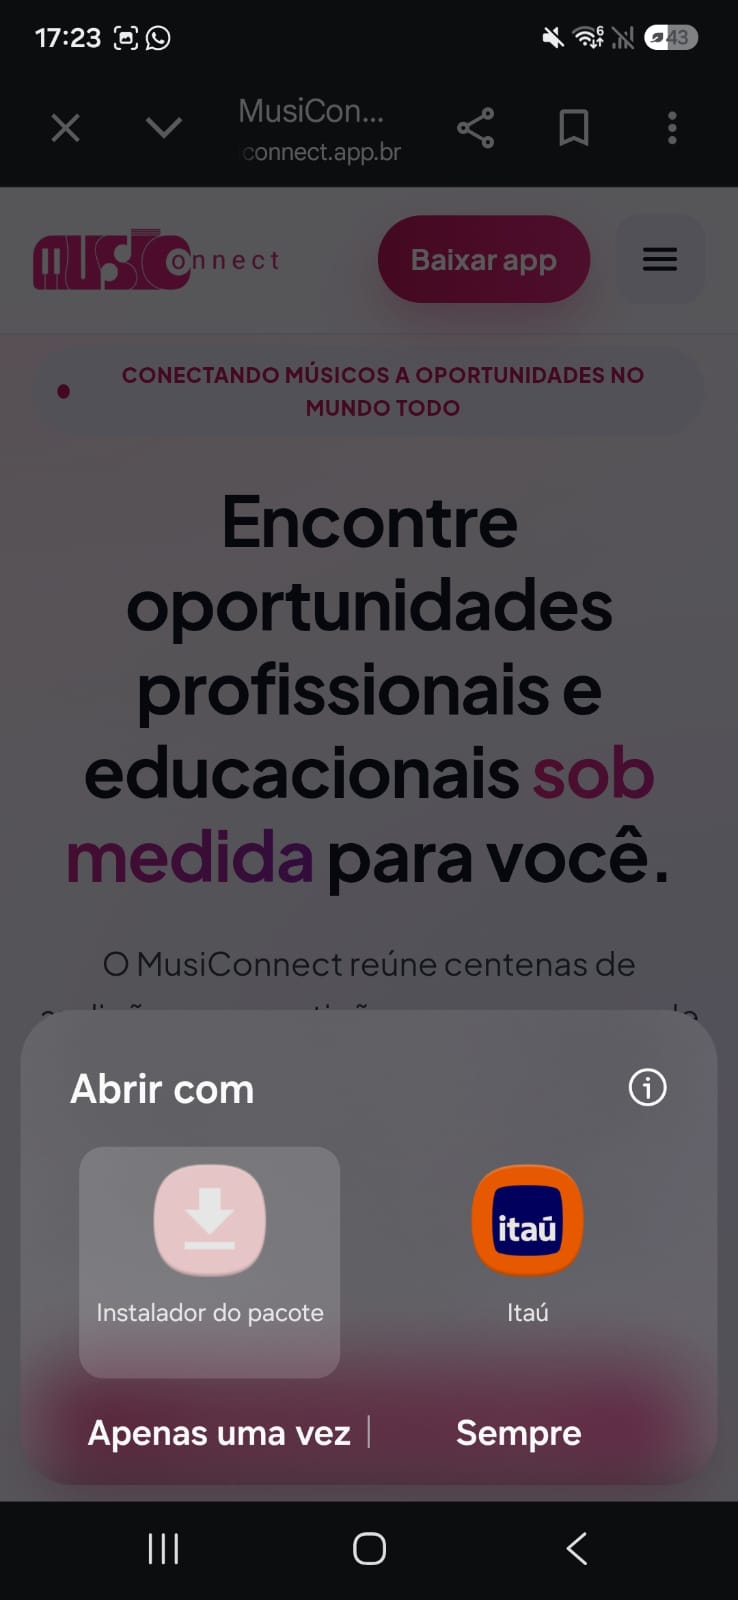 17:23
6
43
MusiCon...
connect.app.br
musiConnect
Baixar app
CONECTANDO MÚSICOS A OPORTUNIDADES NO
MUNDO TODO
Encontre
oportunidades
profissionais e
educacionais sob
medida para você.
O MusiConnect reúne centenas de
Abrir com
itaú
Instalador do pacote
Itaú
Apenas uma vez
Sempre